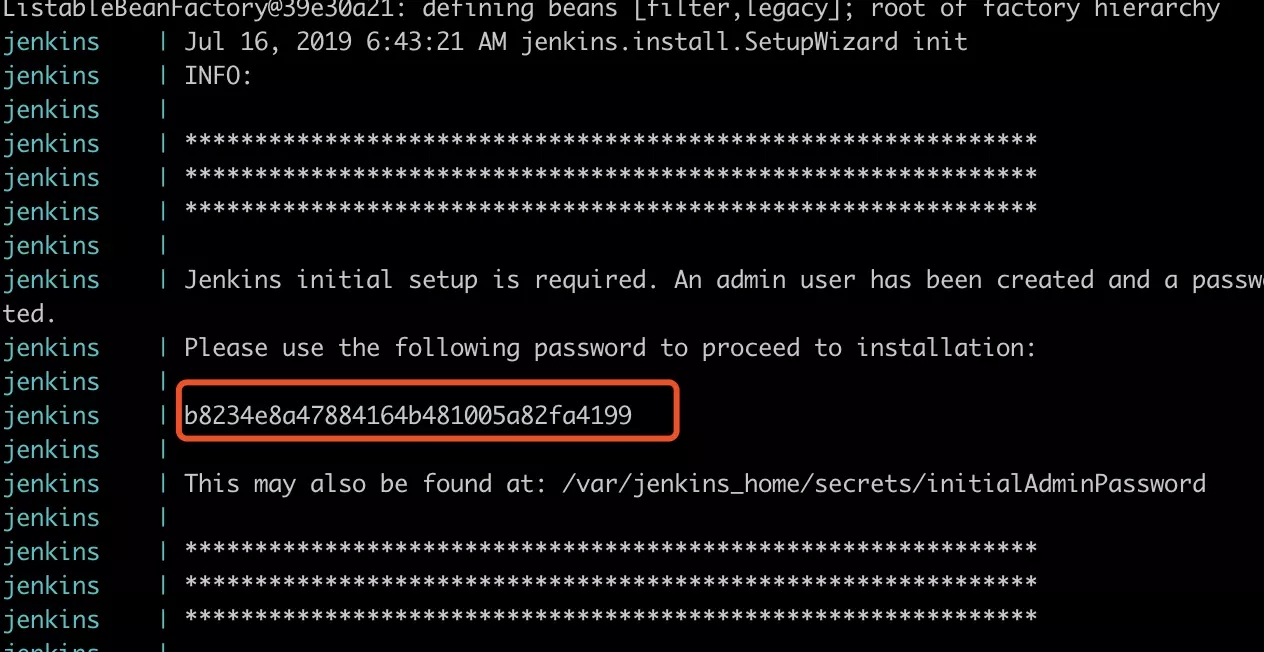 ListableBeanFactory@39e30a21: defining beans [filter,legacy]; root of factory hierarchy
jenkins | Jul 16, 2019 6:43:21 AM jenkins.install.SetupWizard init
jenkins | INFO:
jenkins |
jenkins | *************************************************************
jenkins | *************************************************************
jenkins | *************************************************************
jenkins |
jenkins | Jenkins initial setup is required. An admin user has been created and a passw
ted.
jenkins | Please use the following password to proceed to installation:
jenkins |
jenkins | b8234e8a47884164b481005a82fa4199
jenkins |
jenkins | This may also be found at: /var/jenkins_home/secrets/initialAdminPassword
jenkins |
jenkins | *************************************************************
jenkins | *************************************************************
jenkins | *************************************************************
jenkins |